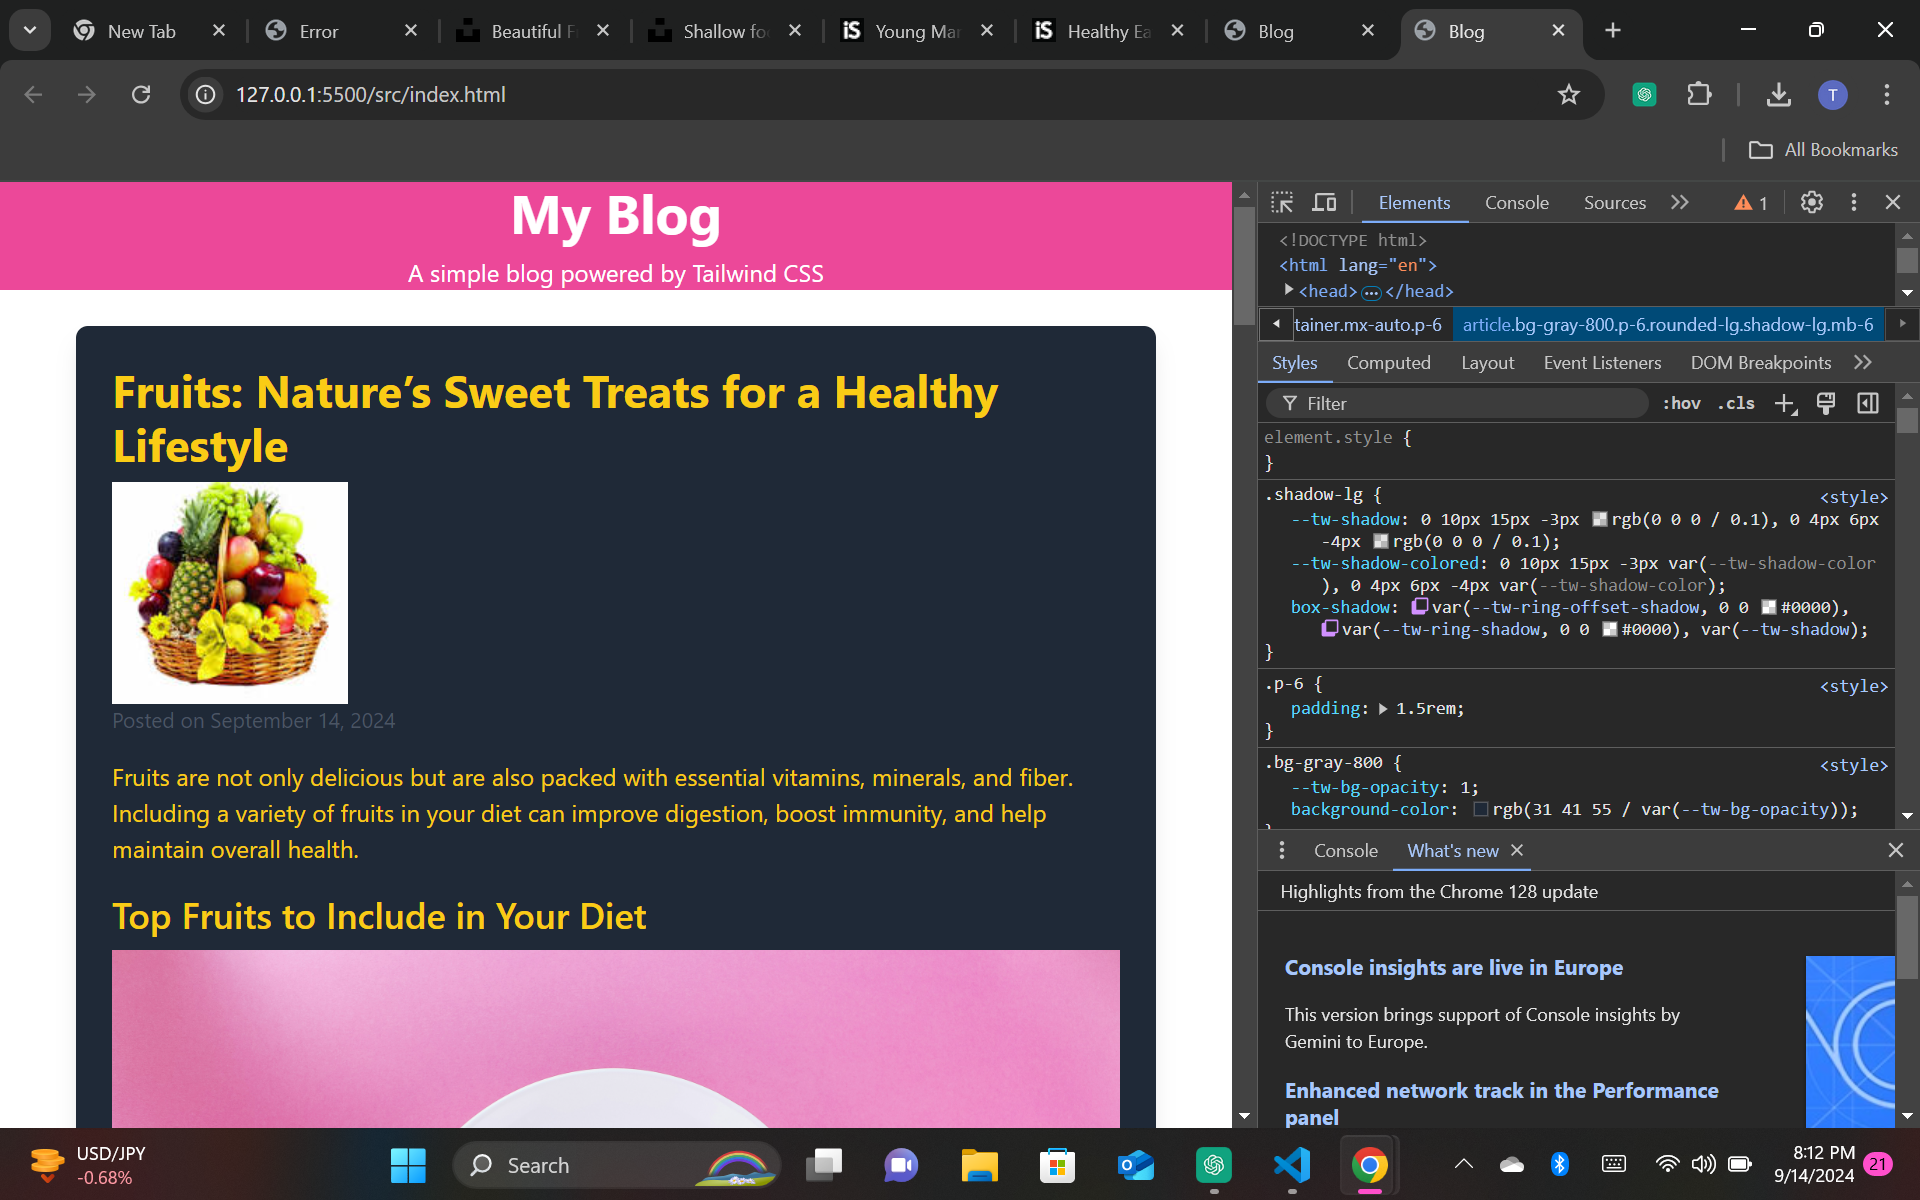 New Tab
Error
Beautiful F
Shallow fo
iS Young Mar
iS Healthy Ea
Blog
Blog
127.0.0.1:5500/src/index.html
T
All Bookmarks
My Blog
A simple blog powered by Tailwind CSS
Fruits: Nature’s Sweet Treats for a Healthy
Lifestyle
Posted on September 14, 2024
Fruits are not only delicious but are also packed with essential vitamins, minerals, and fiber.
Including a variety of fruits in your diet can improve digestion, boost immunity, and help
maintain overall health.
Top Fruits to Include in Your Diet
Elements Console Sources 1
<!DOCTYPE html>
<html lang="en">
<head> ... </head>
tainer.mx-auto.p-6 article.bg-gray-800.p-6.rounded-lg.shadow-lg.mb-6
Styles Computed Layout Event Listeners DOM Breakpoints
Filter :hov .cls
element.style {
}
.shadow-lg { <style>
--tw-shadow: 0 10px 15px -3px rgb(0 0 0 / 0.1), 0 4px 6px
-4px rgb(0 0 0 / 0.1);
--tw-shadow-colored: 0 10px 15px -3px var(--tw-shadow-color
), 0 4px 6px -4px var(--tw-shadow-color);
box-shadow: var(--tw-ring-offset-shadow, 0 0 #0000),
var(--tw-ring-shadow, 0 0 #0000), var(--tw-shadow);
}
.p-6 { <style>
padding: 1.5rem;
}
.bg-gray-800 { <style>
--tw-bg-opacity: 1;
background-color: rgb(31 41 55 / var(--tw-bg-opacity));
Console What's new
Highlights from the Chrome 128 update
Console insights are live in Europe
This version brings support of Console insights by
Gemini to Europe.
Enhanced network track in the Performance
panel
USD/JPY
-0.68%
Search
8:12 PM
9/14/2024
21